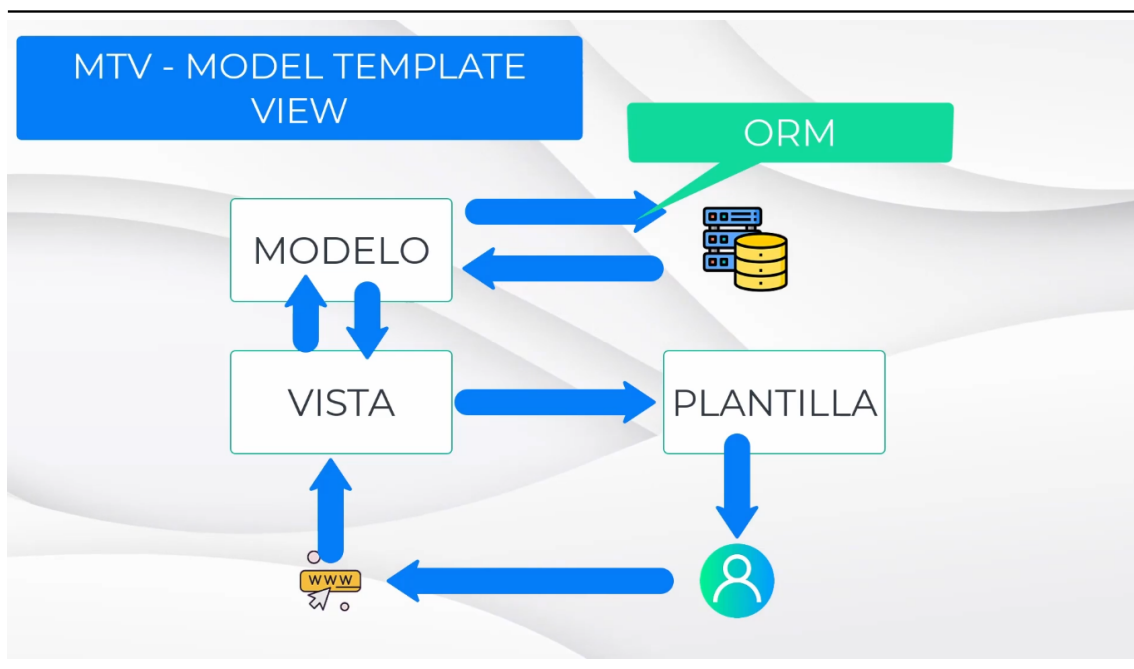 MTV - MODEL TEMPLATE
VIEW
ORM
MODELO
VISTA
PLANTILLA
WWW